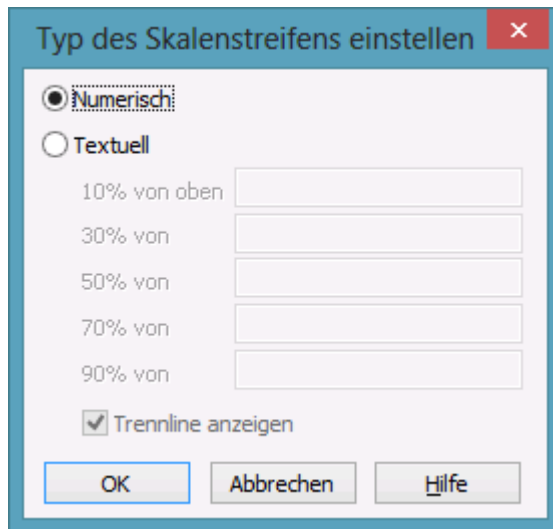 Typ des Skalenstreifens einstellen
Numerisch
Textuell
10% von oben
30% von
50% von
70% von
90% von
Trennline anzeigen
OK Abbrechen Hilfe